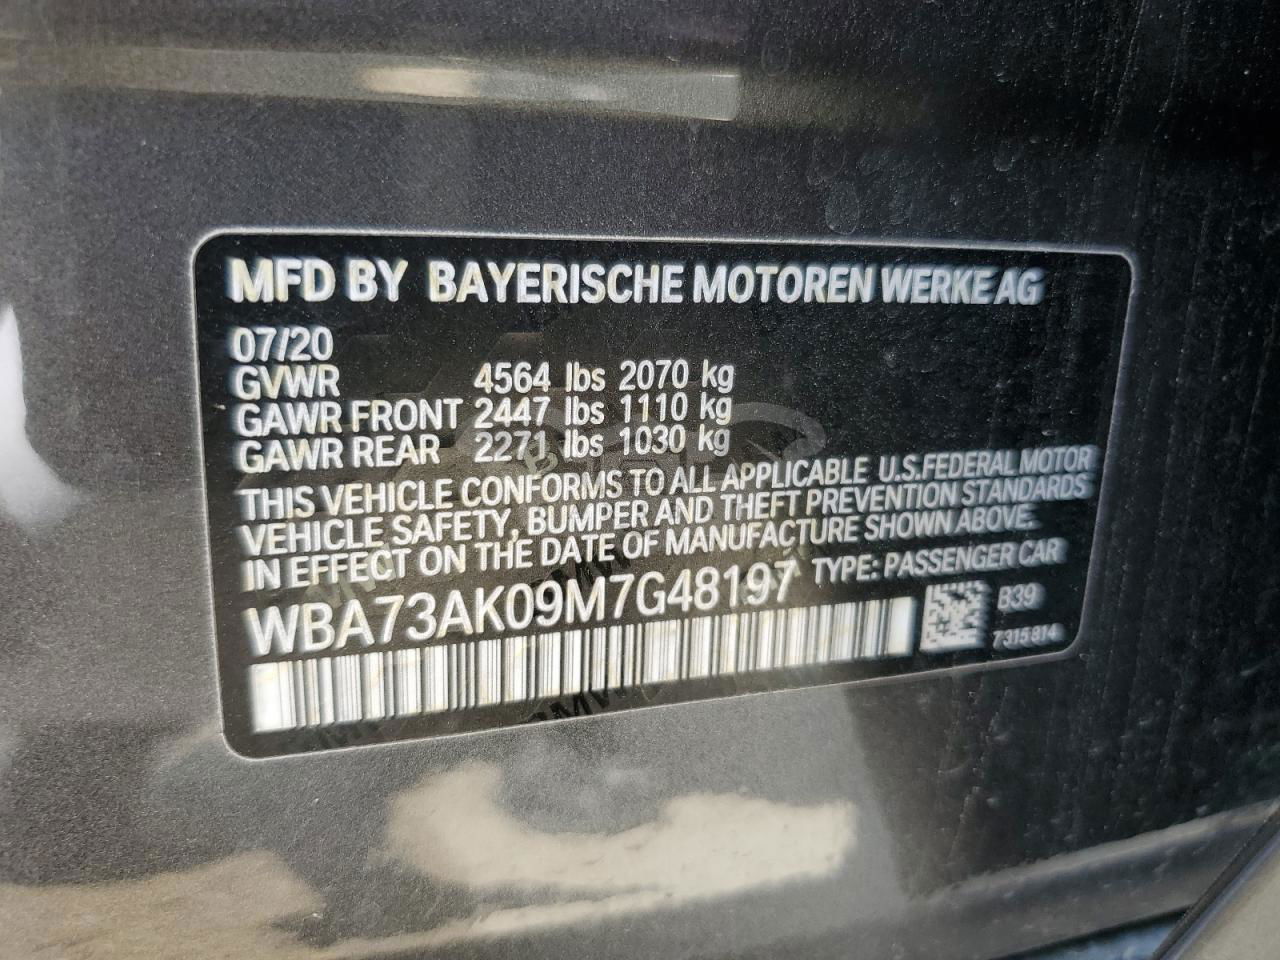 MFD BY BAYERISCHE MOTOREN WERKE AG
07/20
GVWR 4564 lbs 2070 kg
GAWR FRONT 2447 lbs 1110 kg
GAWR REAR 2271 lbs 1030 kg
THIS VEHICLE CONFORMS TO ALL APPLICABLE U.S.FEDERAL MOTOR
VEHICLE SAFETY, BUMPER AND THEFT PREVENTION STANDARDS
IN EFFECT ON THE DATE OF MANUFACTURE SHOWN ABOVE.
WBA73AK09M7G48197 TYPE: PASSENGER CAR
B39
7315814